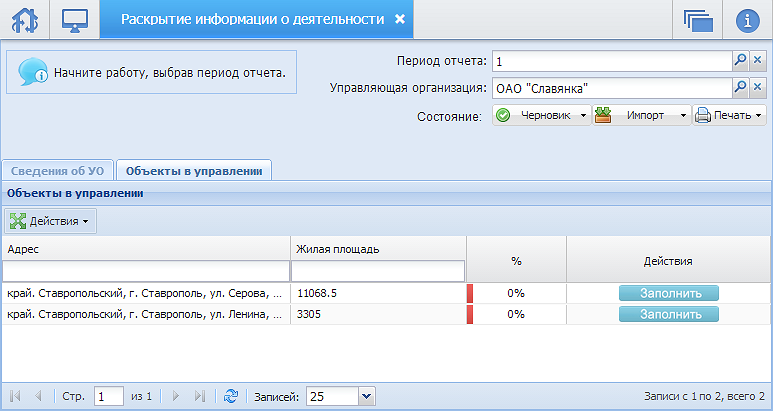 Раскрытие информации о деятельности
Начните работу, выбрав период отчета.
Период отчета: 1
Управляющая организация: ОАО "Славянка"
Состояние: Черновик Импорт Печать
Сведения об УО Объекты в управлении
Объекты в управлении
Действия
Адрес Жилая площадь % Действия
край. Ставропольский, г. Ставрополь, ул. Серова, ... 11068.5 0% Заполнить
край. Ставропольский, г. Ставрополь, ул. Ленина, ... 3305 0% Заполнить
Стр. 1 из 1 Записей: 25 Записи с 1 по 2, всего 2